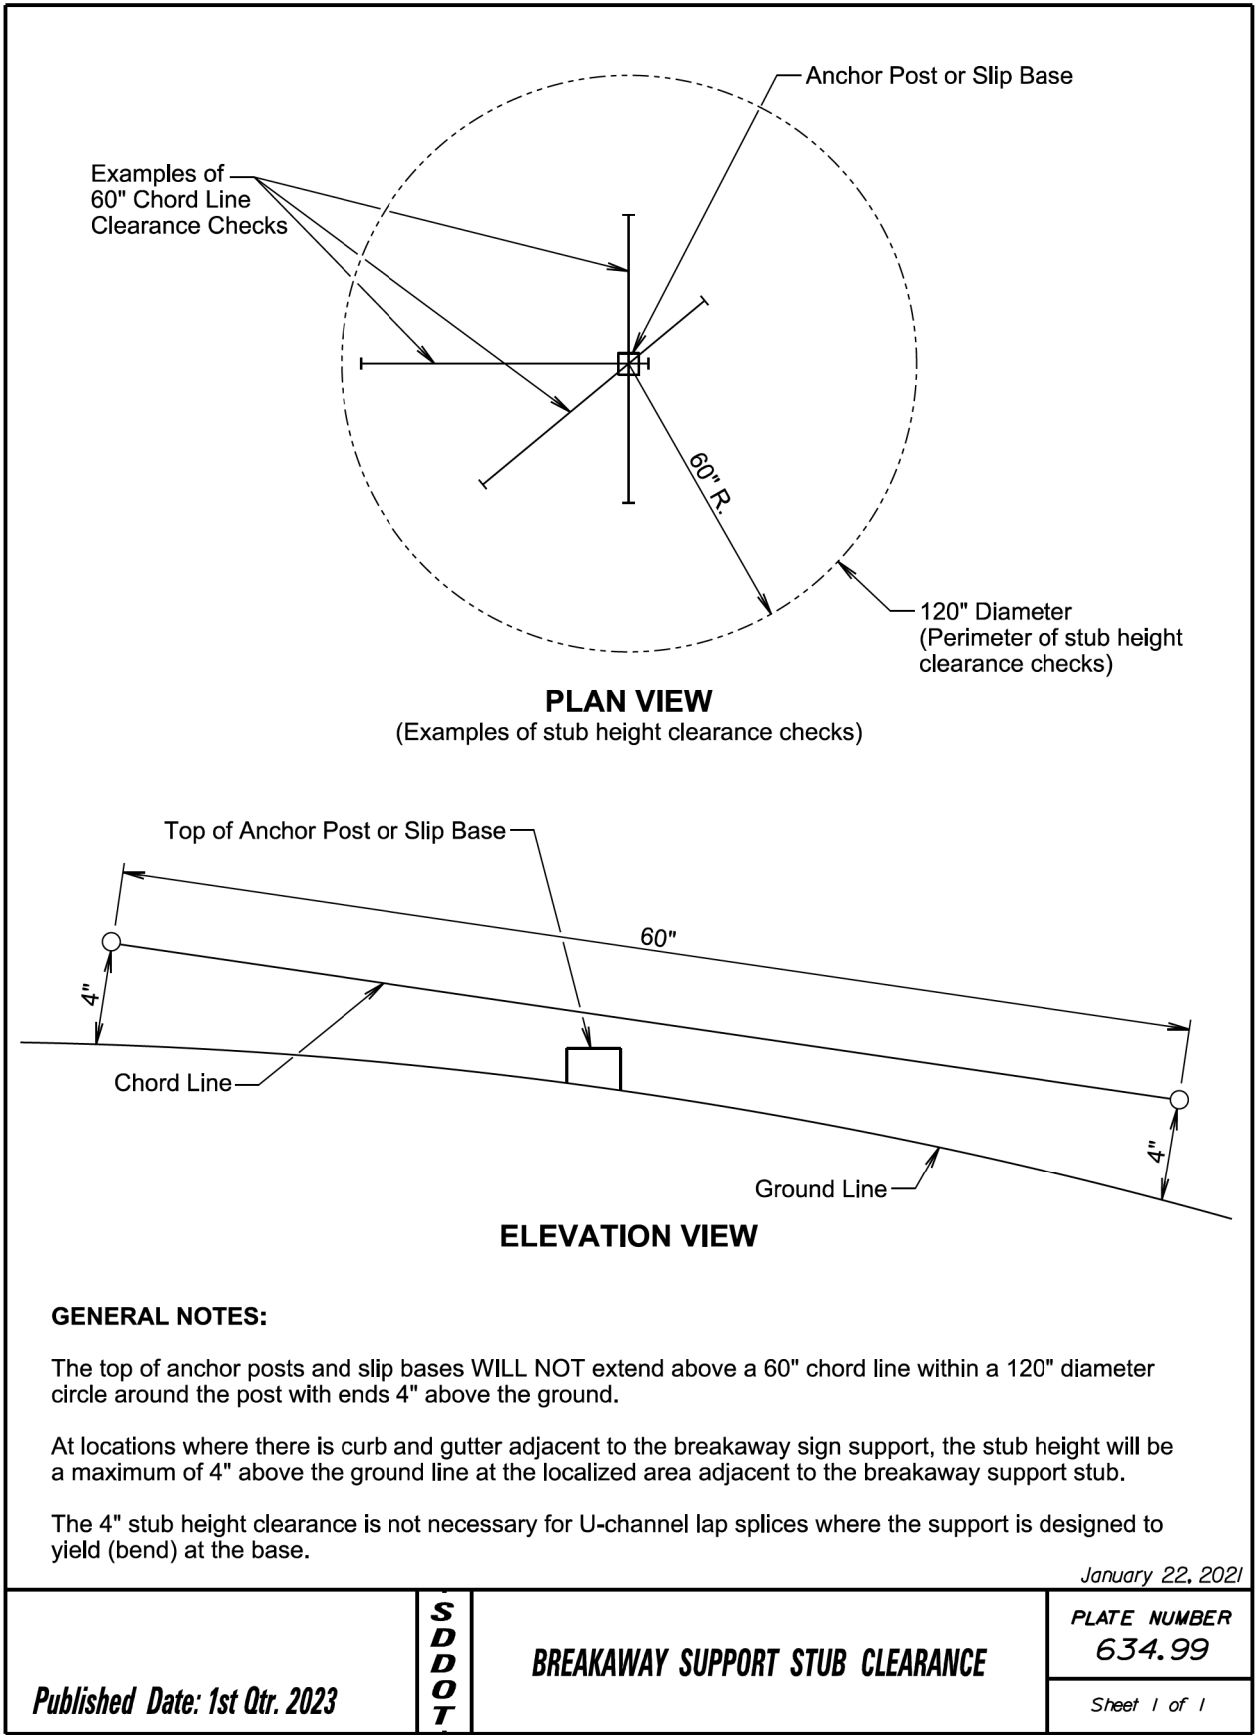 Anchor Post or Slip Base
Examples of
60" Chord Line
Clearance Checks
60" R.
120" Diameter
(Perimeter of stub height
clearance checks)
PLAN VIEW
(Examples of stub height clearance checks)
Top of Anchor Post or Slip Base
60"
4"
Chord Line
4"
Ground Line
ELEVATION VIEW
GENERAL NOTES:
The top of anchor posts and slip bases WILL NOT extend above a 60" chord line within a 120" diameter
circle around the post with ends 4" above the ground.
At locations where there is curb and gutter adjacent to the breakaway sign support, the stub height will be
a maximum of 4" above the ground line at the localized area adjacent to the breakaway support stub.
The 4" stub height clearance is not necessary for U-channel lap splices where the support is designed to
yield (bend) at the base.
January 22, 2021
Published Date: 1st Qtr. 2023
S
D
D
O
T
BREAKAWAY SUPPORT STUB CLEARANCE
PLATE NUMBER
634.99
Sheet 1 of 1